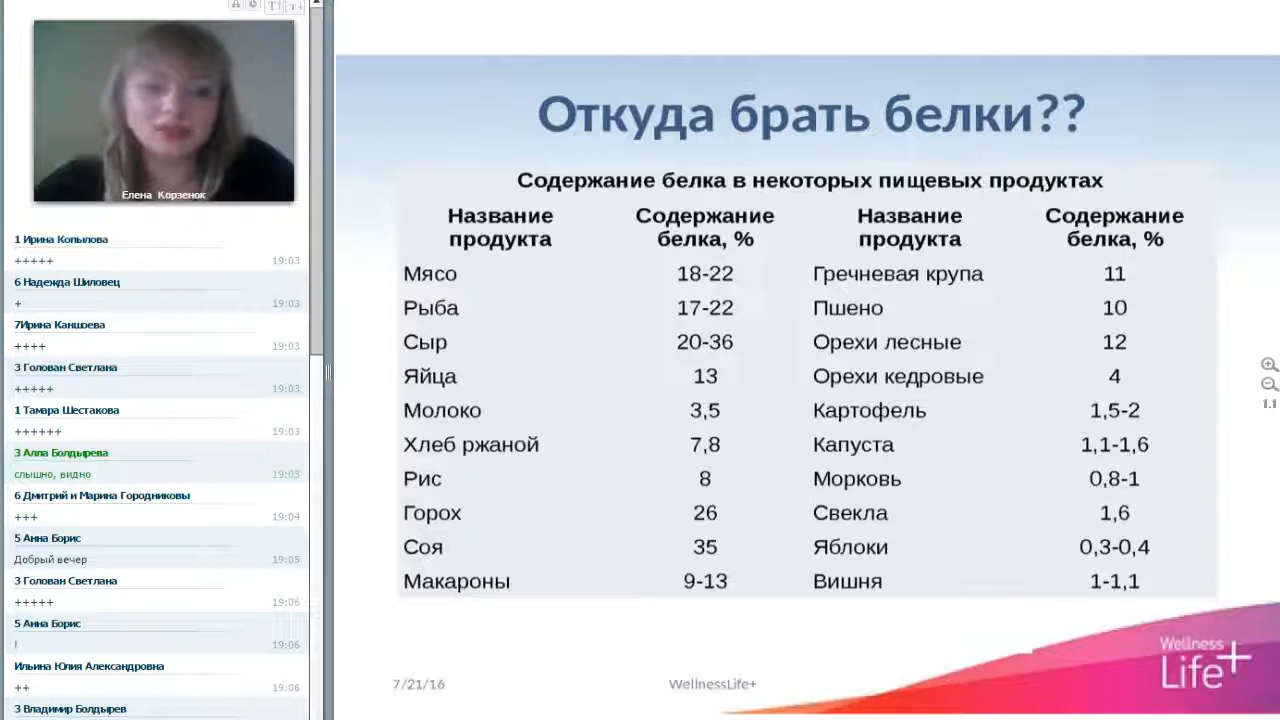 Елена Корзенок
1 Ирина Копылова
+++++ 19:03
6 Надежда Шиловец
+ 19:03
7Ирина Каншоева
++++ 19:03
3 Голован Светлана
+++++ 19:03
1 Тамара Шестакова
++++++ 19:03
3 Алла Болдырева
слышно, видно 19:03
6 Дмитрий и Марина Городниковы
+++ 19:04
5 Анна Борис
Добрый вечер 19:05
3 Голован Светлана
+++++ 19:06
5 Анна Борис
! 19:06
Ильина Юлия Александровна
++ 19:06
3 Владимир Болдырев
Откуда брать белки??
Содержание белка в некоторых пищевых продуктах
Название Содержание Название Содержание
продукта белка, % продукта белка, %
Мясо 18-22 Гречневая крупа 11
Рыба 17-22 Пшено 10
Сыр 20-36 Орехи лесные 12
Яйца 13 Орехи кедровые 4
Молоко 3,5 Картофель 1,5-2
Хлеб ржаной 7,8 Капуста 1,1-1,6
Рис 8 Морковь 0,8-1
Горох 26 Свекла 1,6
Соя 35 Яблоки 0,3-0,4
Макароны 9-13 Вишня 1-1,1
7/21/16 WellnessLife+
Wellness
Life+
1.1